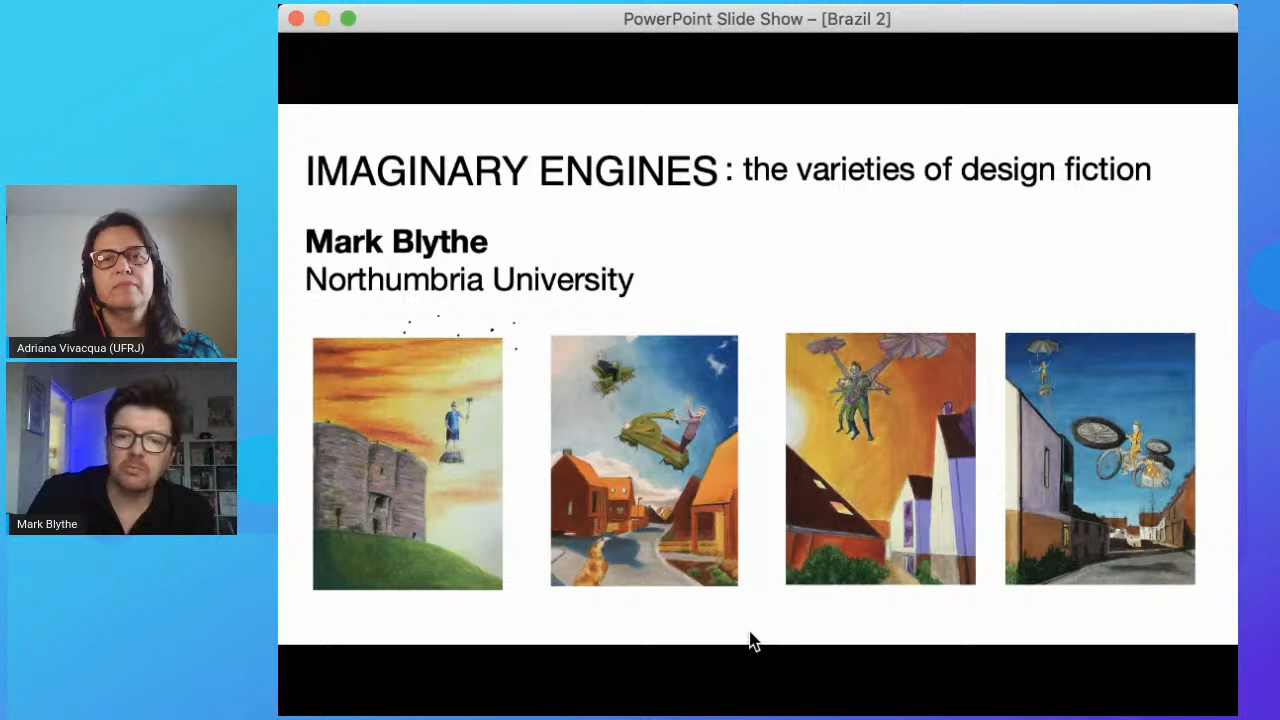 PowerPoint Slide Show – [Brazil 2]
IMAGINARY ENGINES : the varieties of design fiction
Mark Blythe
Northumbria University
Adriana Vivacqua (UFRJ)
Mark Blythe